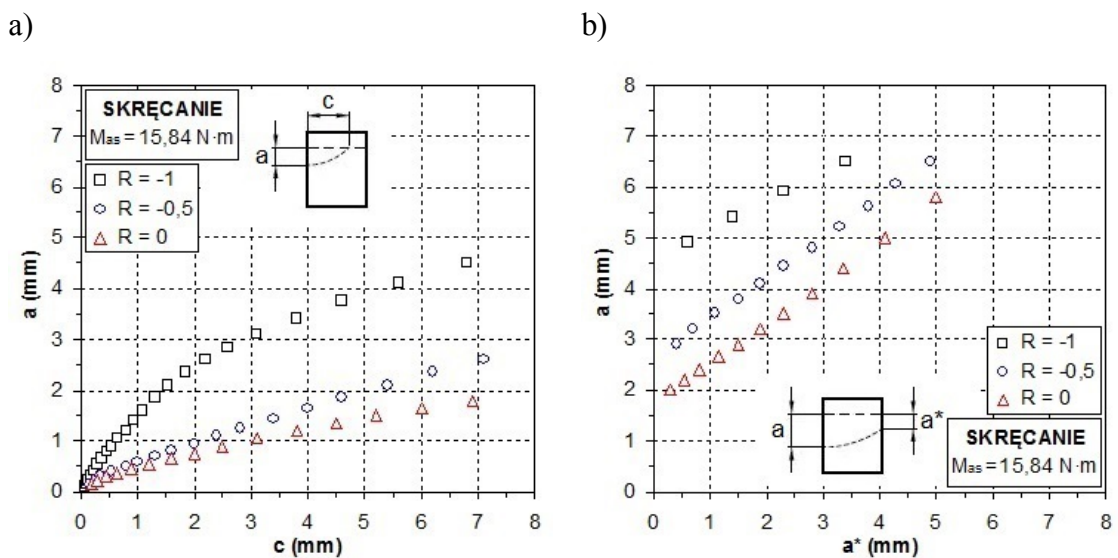 a)
b)
8
7
6
5
4
3
2
1
0
a (mm)
SKRĘCANIE
Mas = 15,84 N·m
R = -1
R = -0,5
R = 0
c
a
0 1 2 3 4 5 6 7 8
c (mm)
8
7
6
5
4
3
2
1
0
a (mm)
R = -1
R = -0,5
R = 0
SKRĘCANIE
Mas = 15,84 N·m
a
a*
0 1 2 3 4 5 6 7 8
a* (mm)